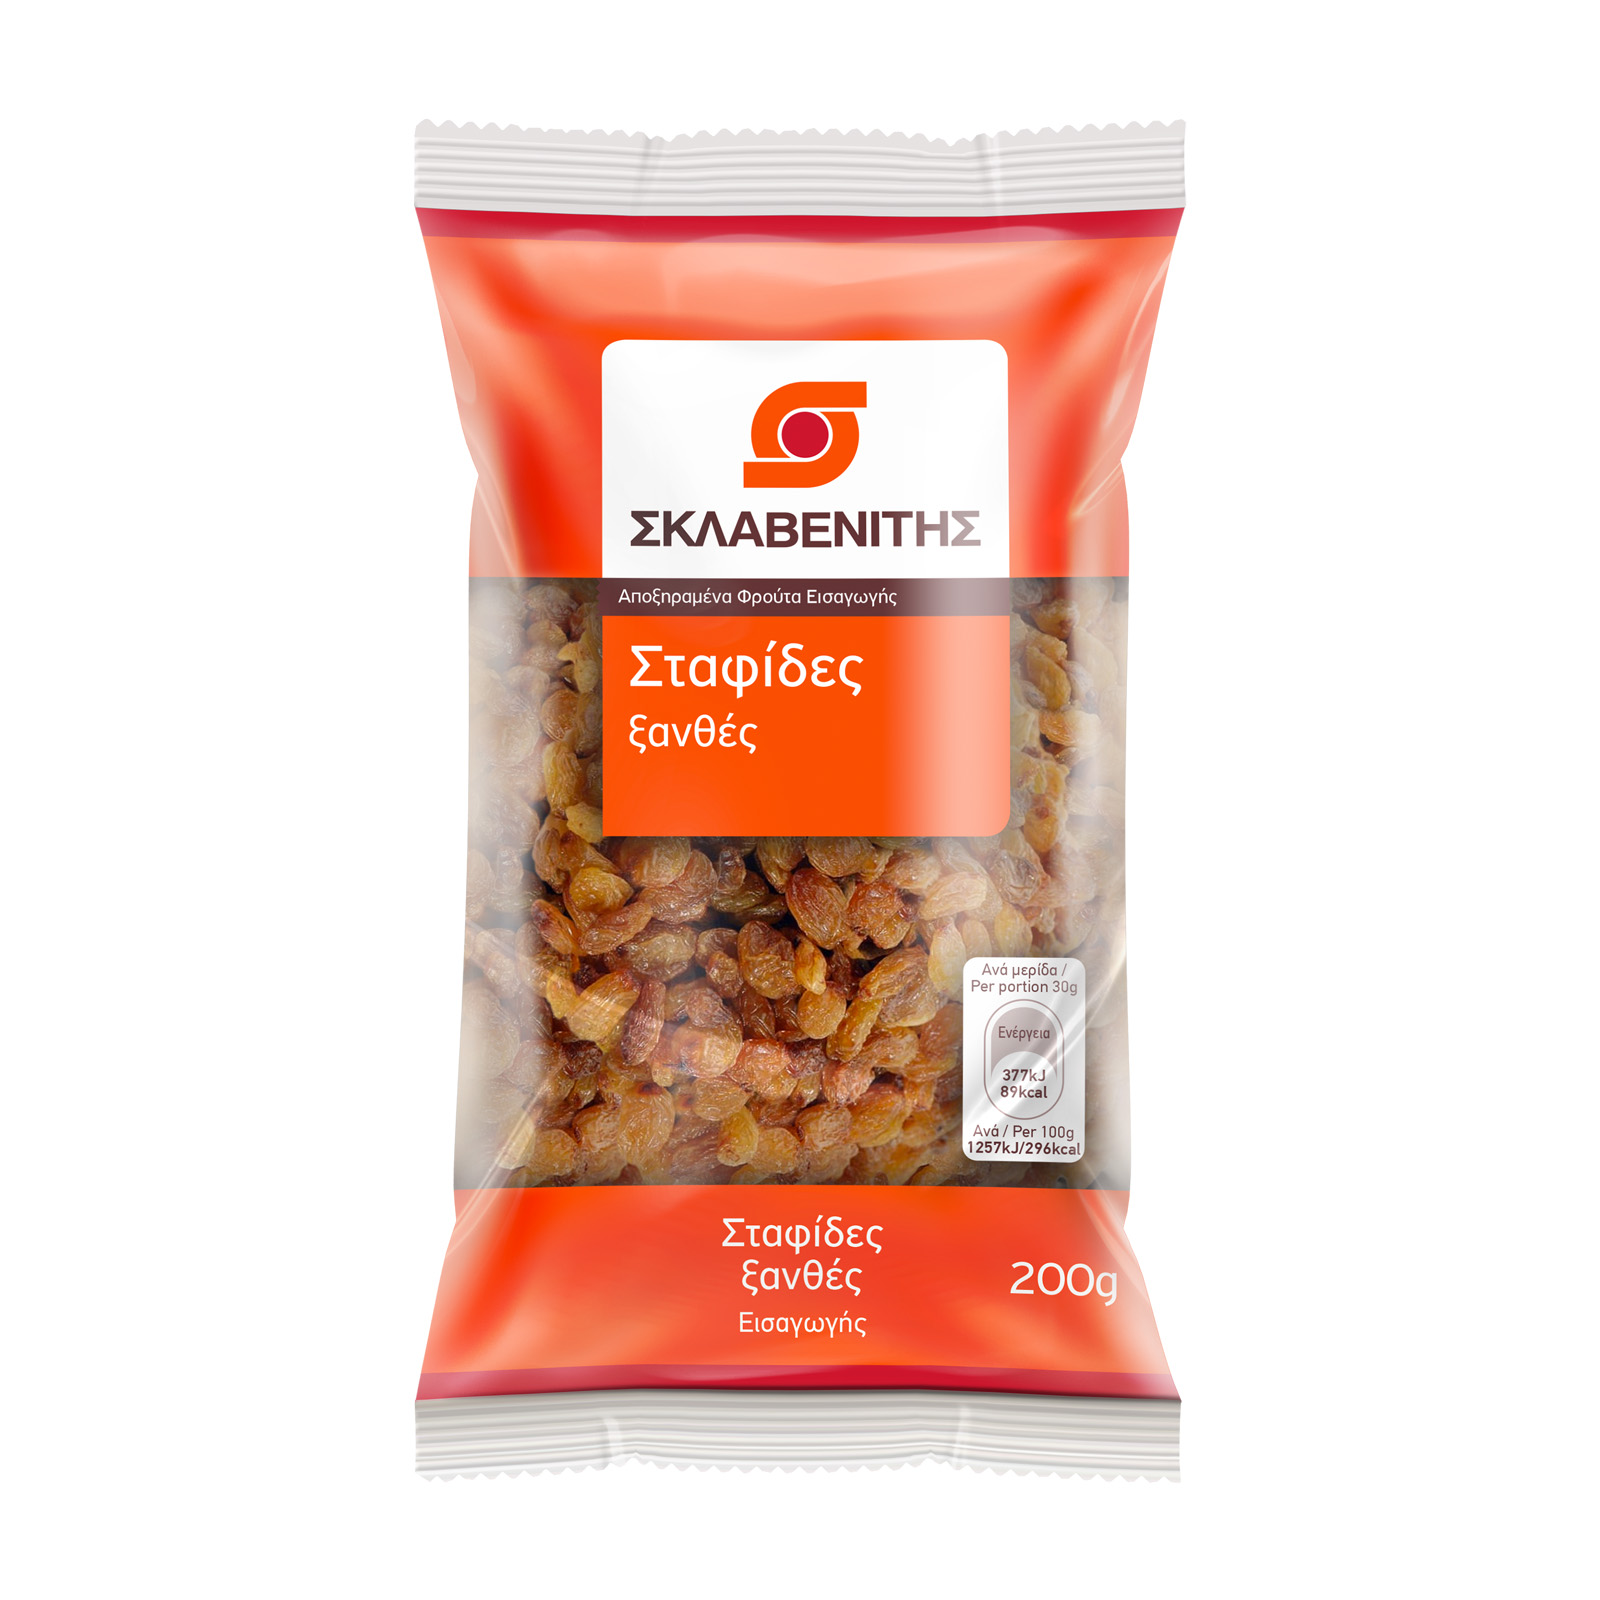 ΣΚΛΑΒΕΝΙΤΗΣ
Αποξηραμένα Φρούτα Εισαγωγής
Σταφίδες
ξανθές
Ανά μερίδα /
Per portion 30g
Ενέργεια
377kJ
89kcal
Ανά / Per 100g
1257kJ/296kcal
Σταφίδες
ξανθές
Εισαγωγής
200g